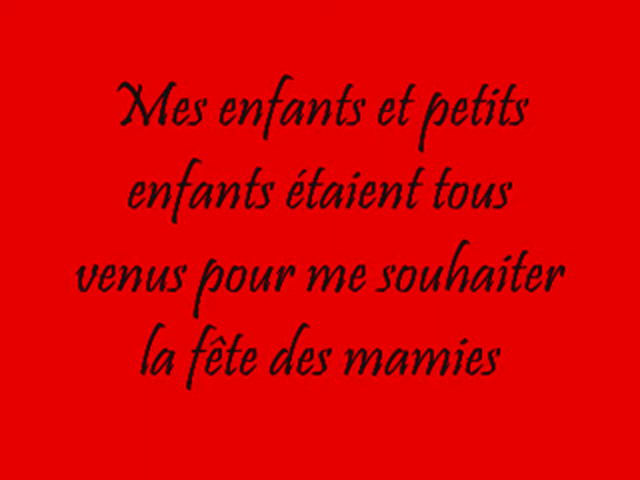 Mes enfants et petits
enfants étaient tous
venus pour me souhaiter
la fête des mamies